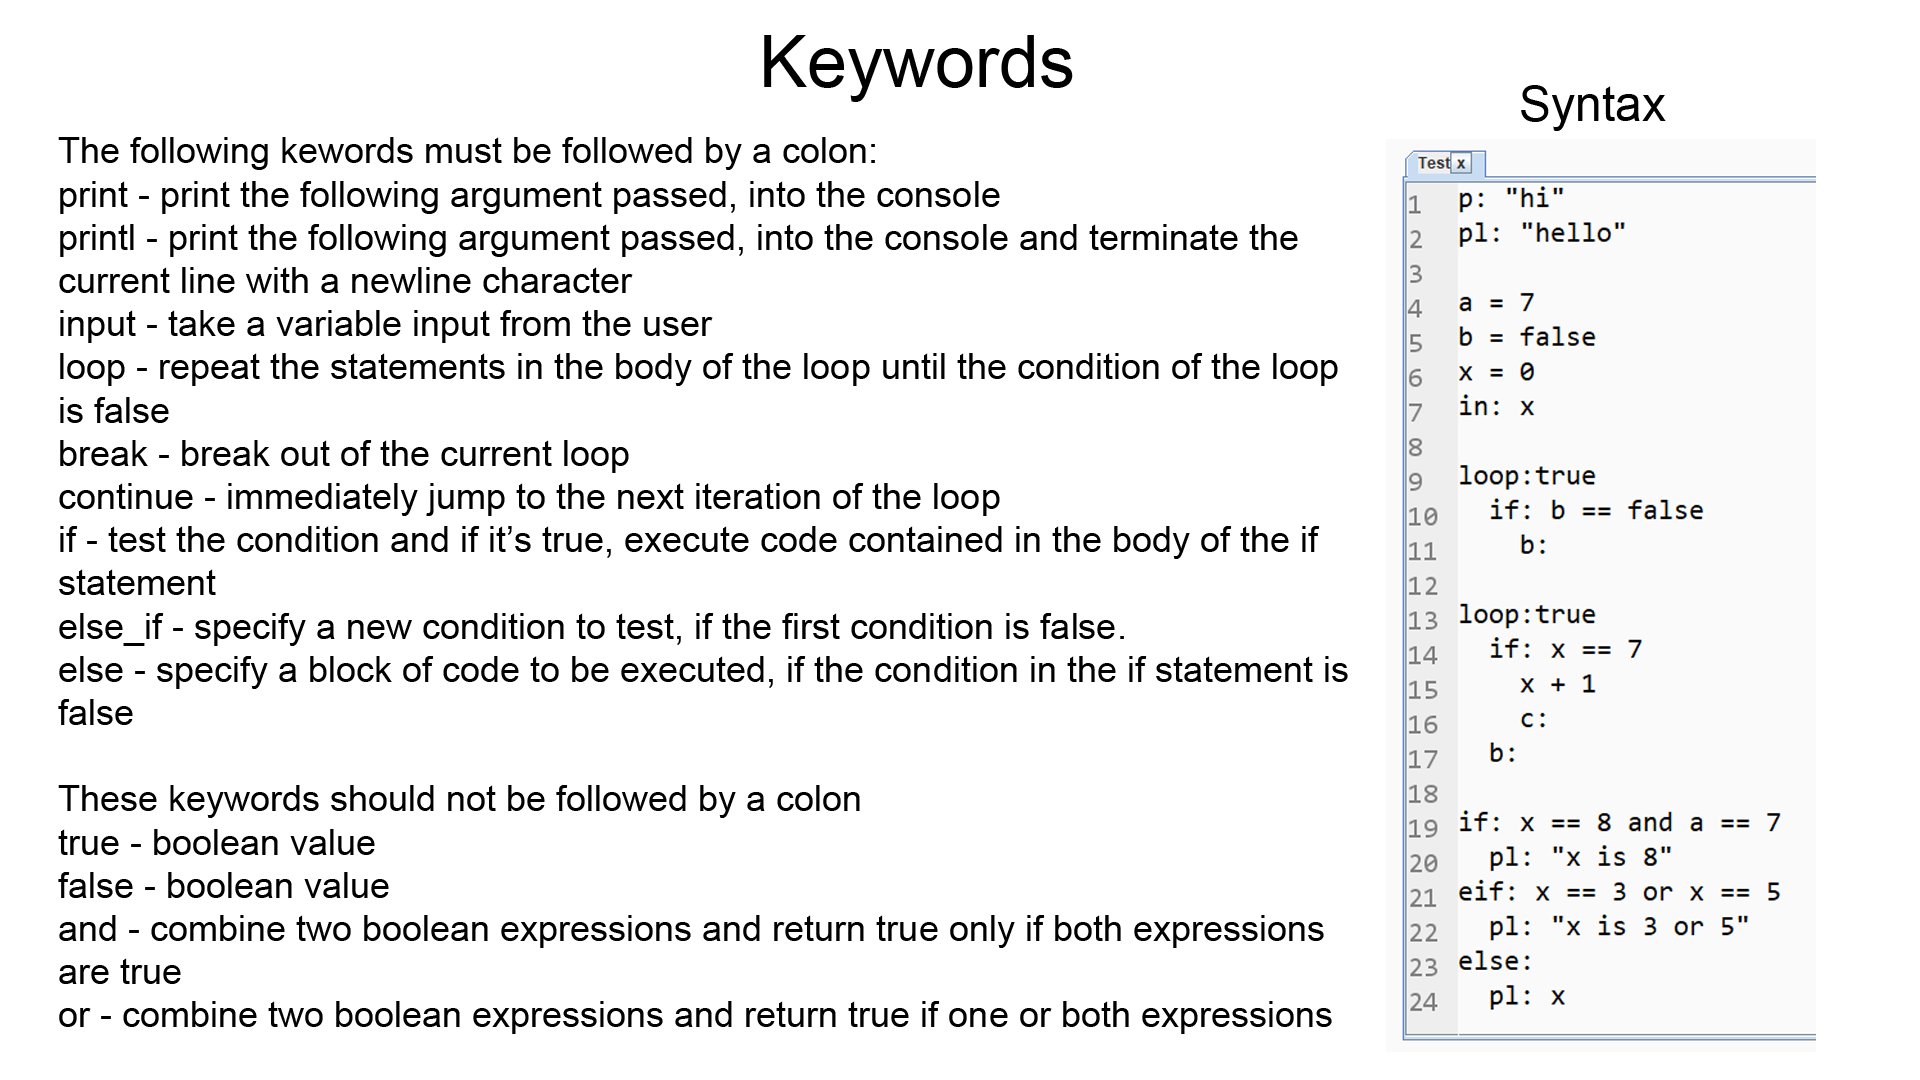 Keywords
The following kewords must be followed by a colon:
print - print the following argument passed, into the console
printl - print the following argument passed, into the console and terminate the
current line with a newline character
input - take a variable input from the user
loop - repeat the statements in the body of the loop until the condition of the loop
is false
break - break out of the current loop
continue - immediately jump to the next iteration of the loop
if - test the condition and if it’s true, execute code contained in the body of the if
statement
else_if - specify a new condition to test, if the first condition is false.
else - specify a block of code to be executed, if the condition in the if statement is
false
These keywords should not be followed by a colon
true - boolean value
false - boolean value
and - combine two boolean expressions and return true only if both expressions
are true
or - combine two boolean expressions and return true if one or both expressions
Syntax
Test x
1 p: "hi"
2 pl: "hello"
3
4 a = 7
5 b = false
6 x = 0
7 in: x
8
9 loop:true
10   if: b == false
11     b:
12
13 loop:true
14   if: x == 7
15     x + 1
16     c:
17   b:
18
19 if: x == 8 and a == 7
20   pl: "x is 8"
21 eif: x == 3 or x == 5
22   pl: "x is 3 or 5"
23 else:
24   pl: x